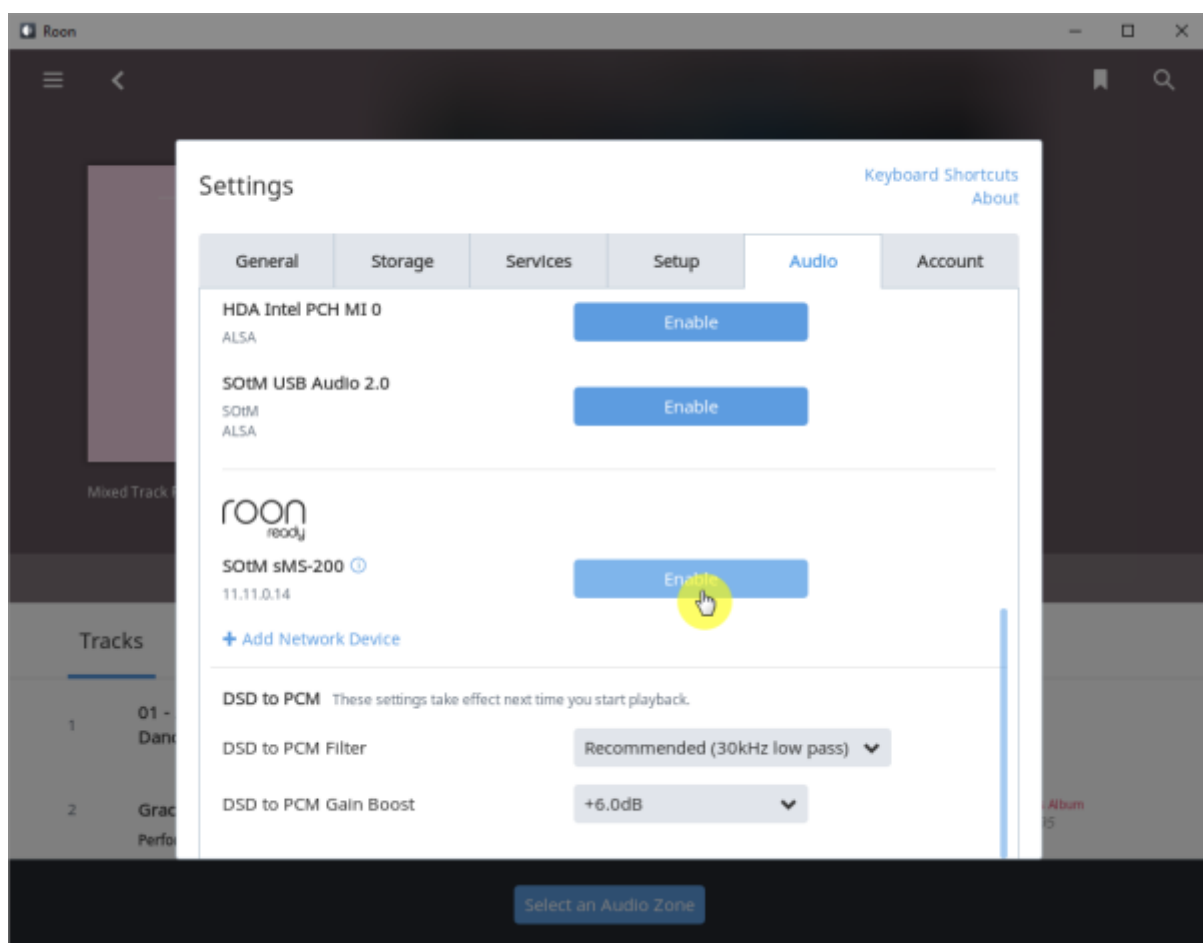 Roon
Settings
Keyboard Shortcuts
About
General Storage Services Setup Audio Account
HDA Intel PCH MI 0
ALSA
Enable
SOtM USB Audio 2.0
SOtM
ALSA
Enable
roon
ready
SOtM sMS-200
11.11.0.14
Enable
+ Add Network Device
DSD to PCM These settings take effect next time you start playback.
DSD to PCM Filter Recommended (30kHz low pass)
DSD to PCM Gain Boost +6.0dB
Mixed Track
Tracks
1 01 -
2
Album
Select an Audio Zone